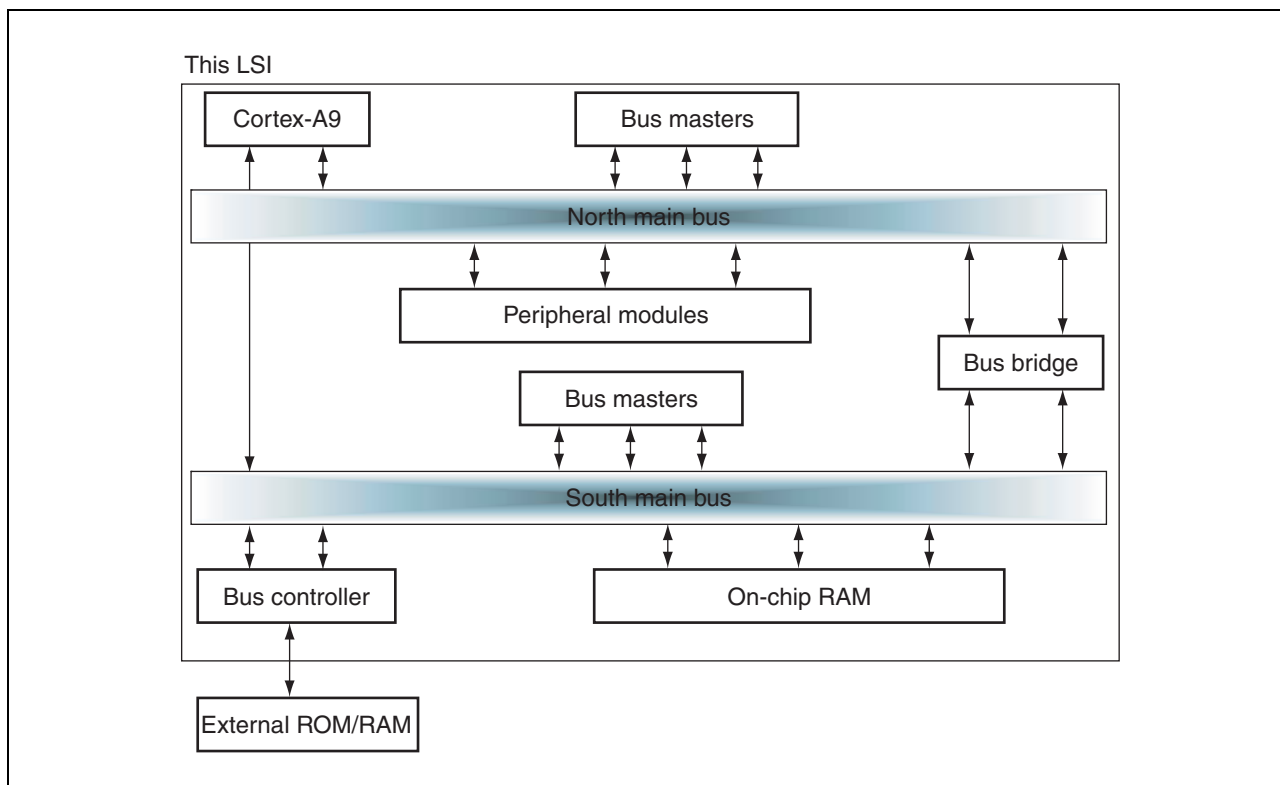 This LSI
Cortex-A9
Bus masters
North main bus
Peripheral modules
Bus bridge
Bus masters
South main bus
Bus controller
On-chip RAM
External ROM/RAM